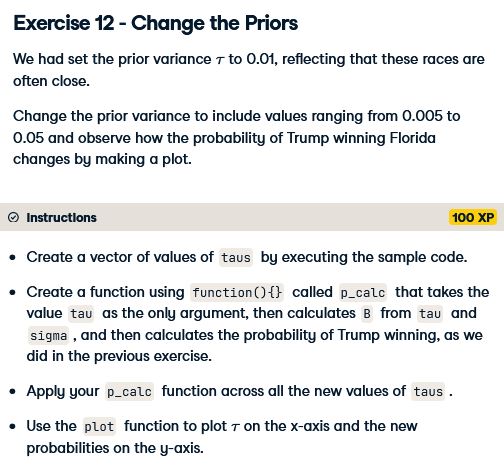 Exercise 12 - Change the Priors
We had set the prior variance τ to 0.01, reflecting that these races are
often close.
Change the prior variance to include values ranging from 0.005 to
0.05 and observe how the probability of Trump winning Florida
changes by making a plot.
Instructions
100 XP
• Create a vector of values of taus by executing the sample code.
• Create a function using function(){} called p_calc that takes the
value tau as the only argument, then calculates B from tau and
sigma , and then calculates the probability of Trump winning, as we
did in the previous exercise.
• Apply your p_calc function across all the new values of taus .
• Use the plot function to plot τ on the x-axis and the new
probabilities on the y-axis.